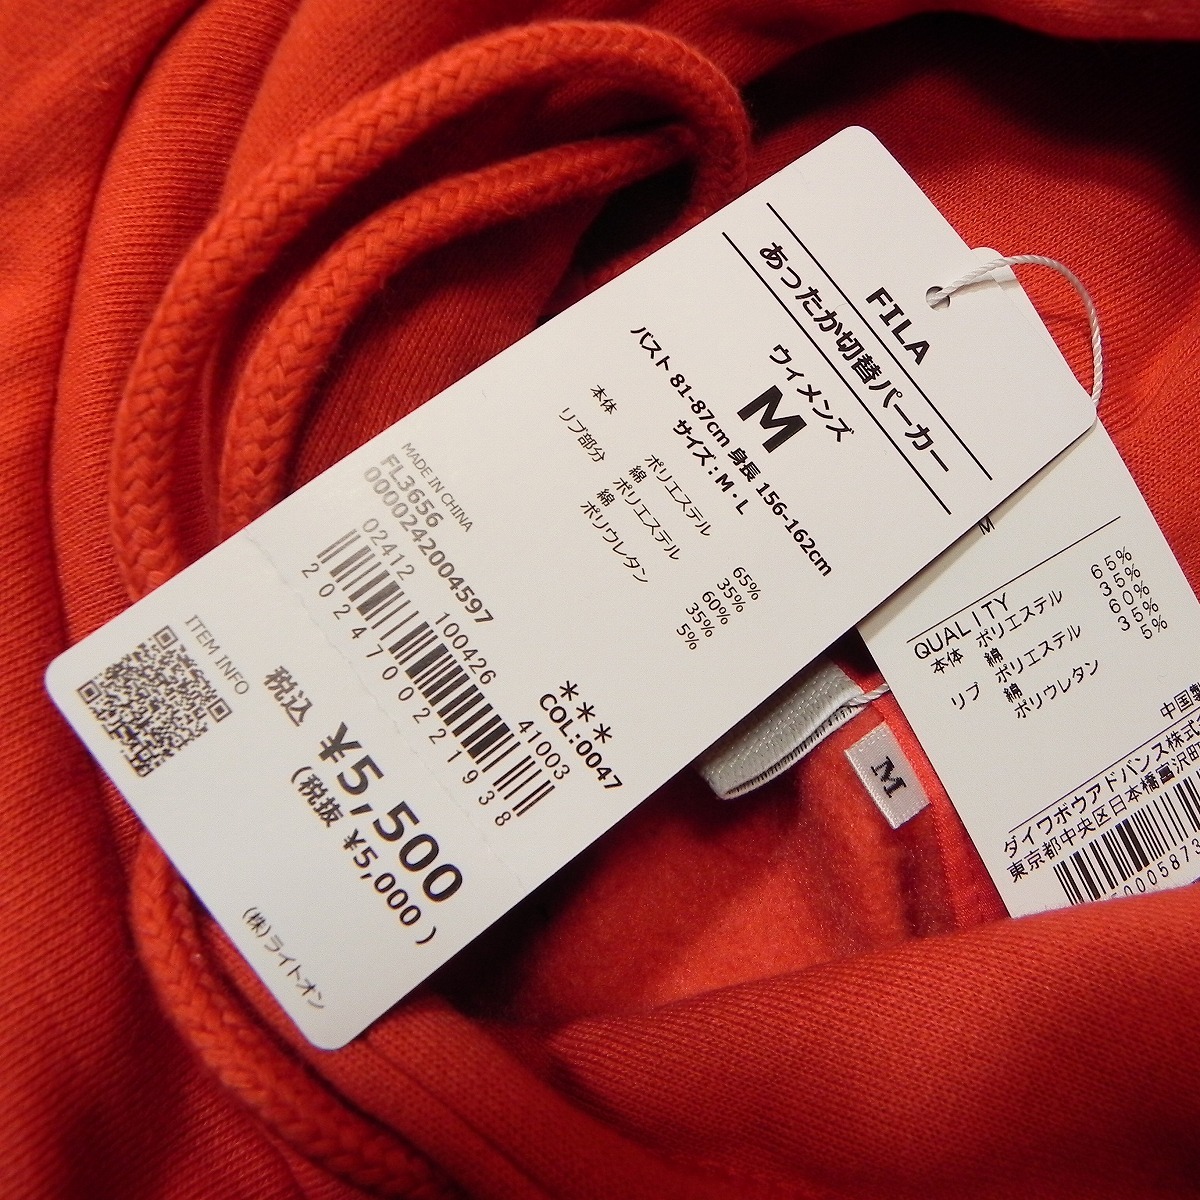 FILA
あったか切替パーカー
ウィメンズ
M
バスト 81-87cm 身長 156-162cm
サイズ:M・L
本体 ポリエステル 65%
綿 35%
リブ部分 ポリエステル 60%
綿 35%
ポリウレタン 5%
MADE IN CHINA
FL3656
0000242004597
02412 100426 41003
2024700221938
***
COL:0047
ITEM INFO
税込 ¥5,500
(税抜 ¥5,000)
(株)ライトオン
M
QUALITY
本体 ポリエステル 65%
綿 35%
リブ ポリエステル 60%
綿 35%
ポリウレタン 5%
中国製
ダイワボウアドバンス株式
東京都中央区日本橋富沢町
0005873
M